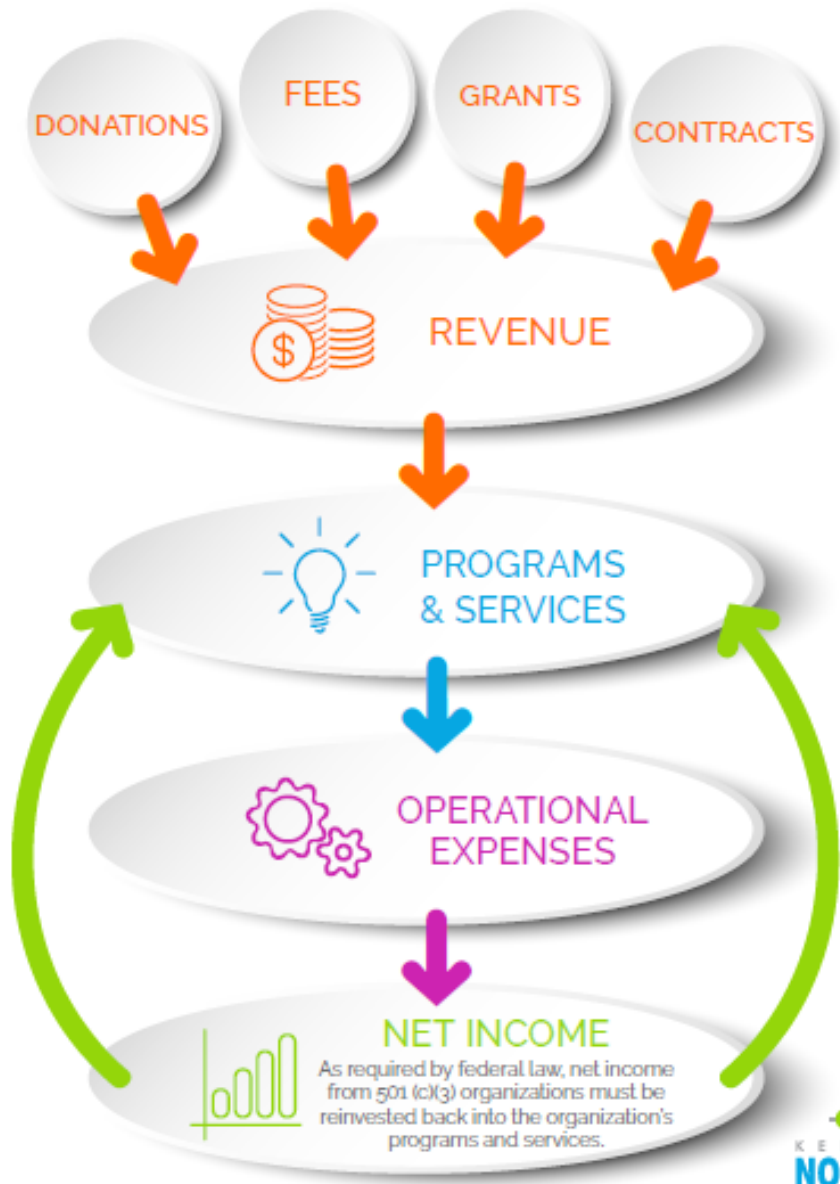 DONATIONS
FEES
GRANTS
CONTRACTS
$
REVENUE
PROGRAMS
& SERVICES
OPERATIONAL
EXPENSES
NET INCOME
As required by federal law, net income
from 501 (c)(3) organizations must be
reinvested back into the organization's
programs and services.
K E
NO